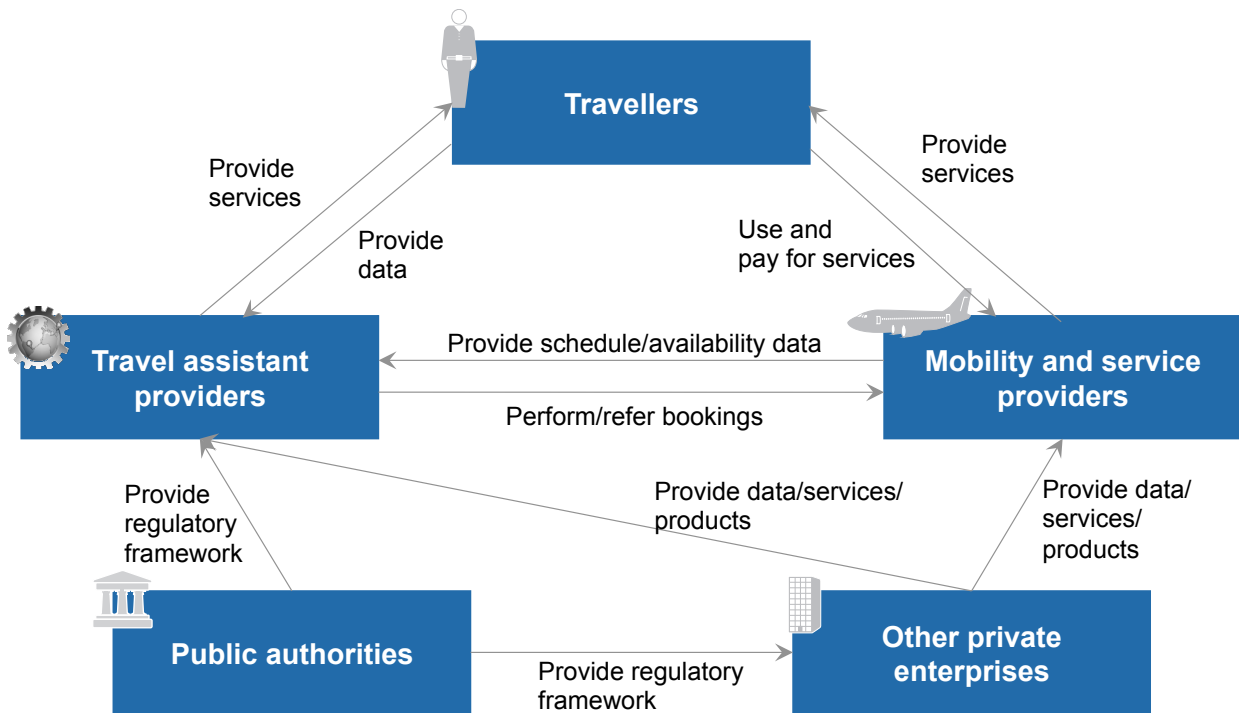 Travellers
Provide
services
Provide
services
Provide
data
Use and
pay for services
Travel assistant
providers
Provide schedule/availability data
Perform/refer bookings
Mobility and service
providers
Provide
regulatory
framework
Provide data/services/
products
Provide data/
services/
products
Public authorities
Provide regulatory
framework
Other private
enterprises